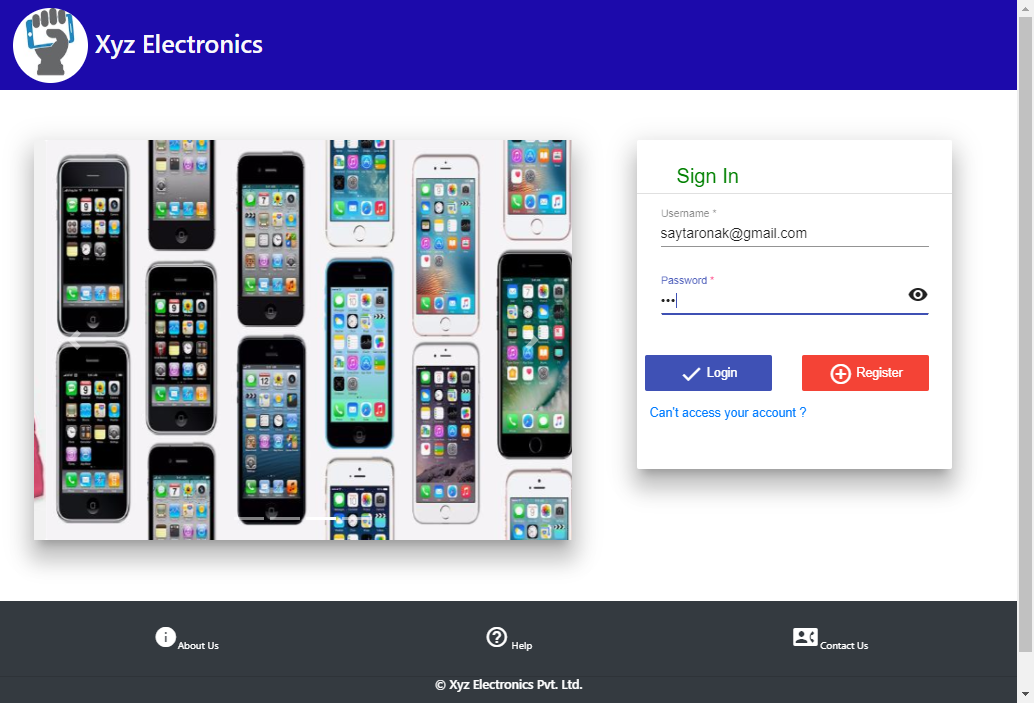 Xyz Electronics
Sign In
Username *
saytaronak@gmail.com
Password *
•••
Login
Register
Can't access your account ?
About Us
Help
Contact Us
© Xyz Electronics Pvt. Ltd.